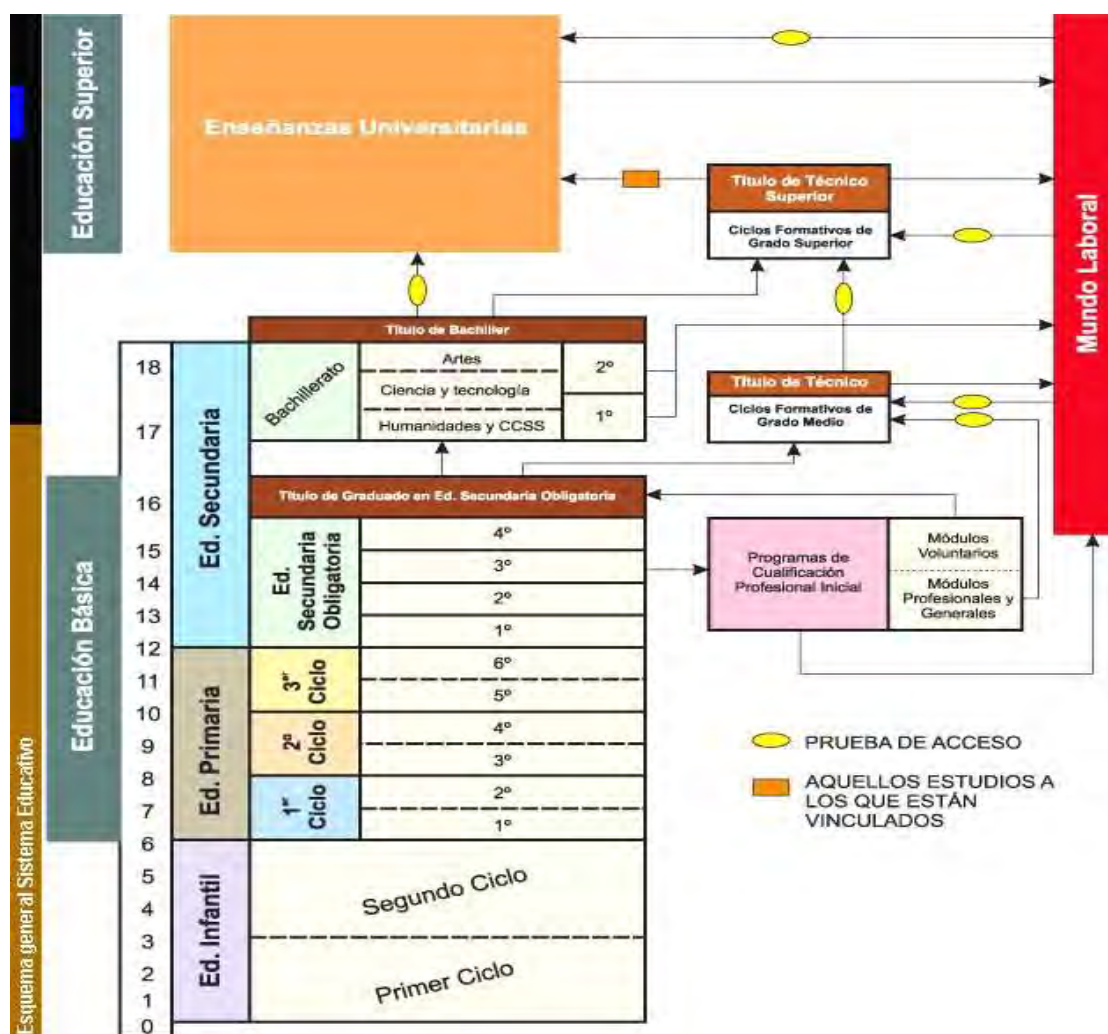 Esquema general Sistema Educativo
Educación Superior
Educación Básica
Enseñanzas Universitarias
Título de Técnico
Superior
Ciclos Formativos de
Grado Superior
Mundo Laboral
Título de Bachiller
18
17
16
15
14
13
12
11
10
9
8
7
6
5
4
3
2
1
0
Ed. Secundaria
Bachillerato
Artes
Ciencia y tecnología
Humanidades y CCSS
2º
1º
Título de Técnico
Ciclos Formativos de
Grado Medio
Título de Graduado en Ed. Secundaria Obligatoria
Ed.
Secundaria
Obligatoria
4º
3º
2º
1º
Programas de
Cualificación
Profesional Inicial
Módulos
Voluntarios
Módulos
Profesionales y
Generales
Ed. Primaria
3er
Ciclo
6º
5º
2º
Ciclo
4º
3º
1er
Ciclo
2º
1º
Ed. Infantil
Segundo Ciclo
Primer Ciclo
PRUEBA DE ACCESO
AQUELLOS ESTUDIOS A
LOS QUE ESTÁN
VINCULADOS